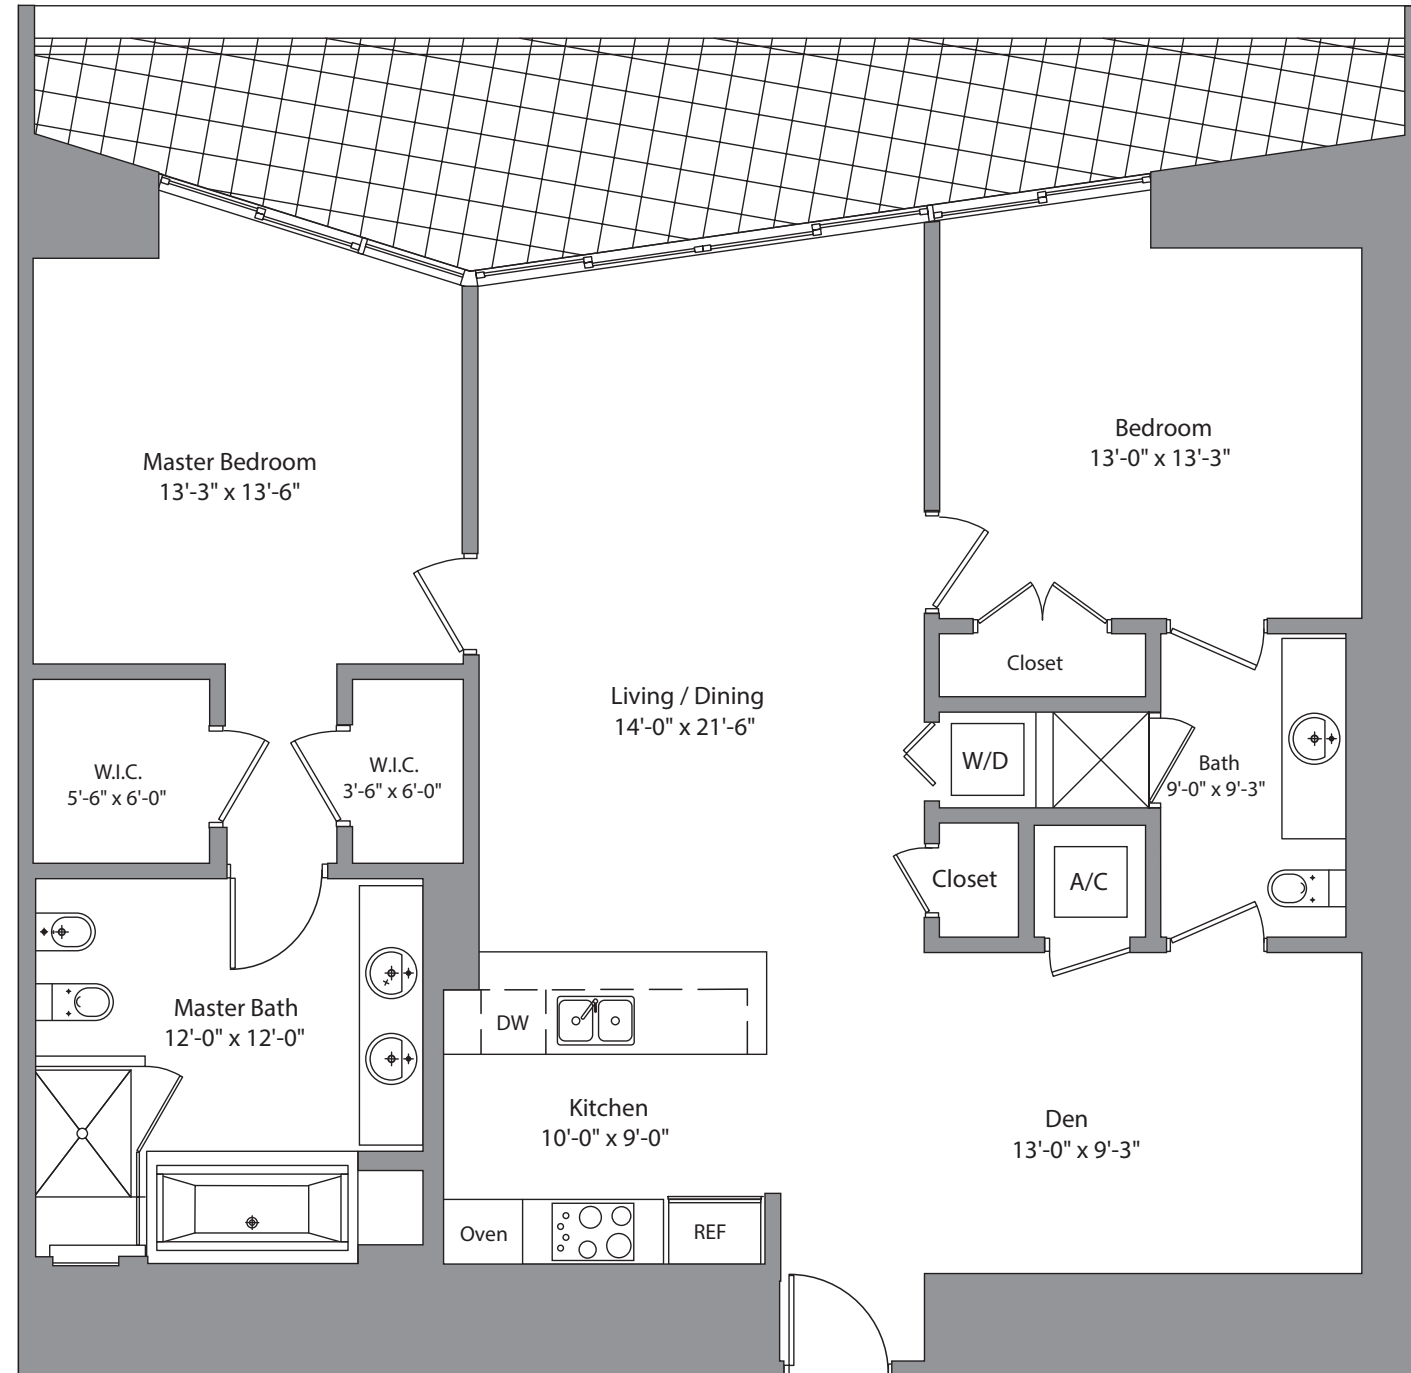 Bedroom
13'-0" x 13'-3"
Master Bedroom
13'-3" x 13'-6"
Closet
Living / Dining
14'-0" x 21'-6"
W/D
Bath
9'-0" x 9'-3"
W.I.C.
5'-6" x 6'-0"
W.I.C.
3'-6" x 6'-0"
Closet
A/C
Master Bath
12'-0" x 12'-0"
DW
Kitchen
10'-0" x 9'-0"
Den
13'-0" x 9'-3"
Oven
REF